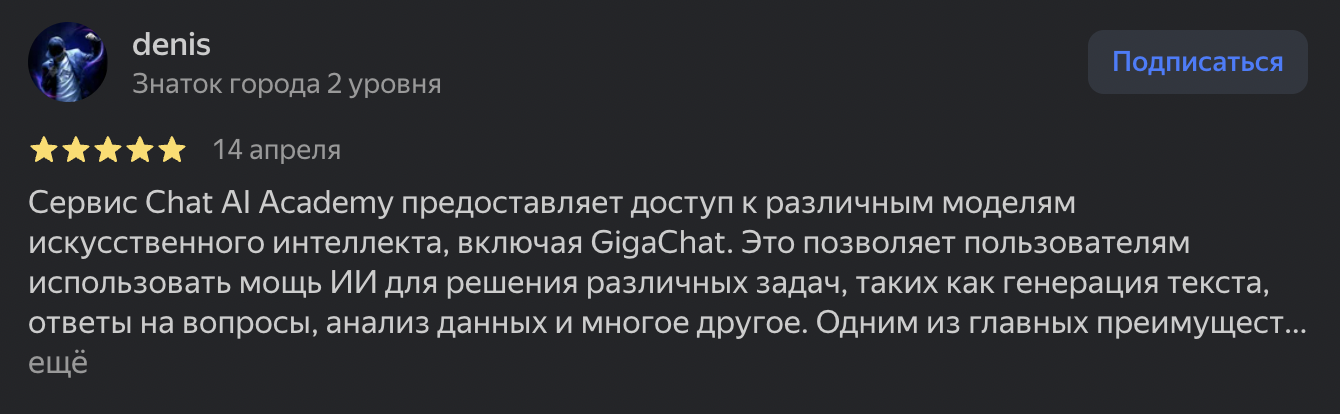 denis
Подписаться
Знаток города 2 уровня
14 апреля
Сервис Chat AI Academy предоставляет доступ к различным моделям
искусственного интеллекта, включая GigaChat. Это позволяет пользователям
использовать мощь ИИ для решения различных задач, таких как генерация текста,
ответы на вопросы, анализ данных и многое другое. Одним из главных преимущест...
ещё